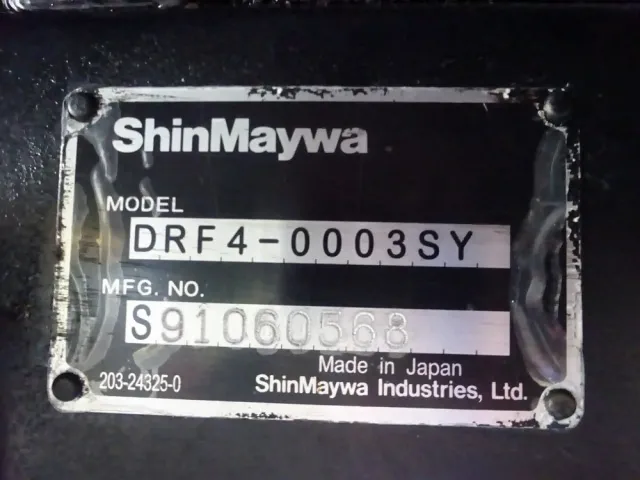 ShinMaywa
MODEL
DRF4-0003SY
MFG. NO.
S91060568
Made in Japan
203-24325-0 ShinMaywa Industries, Ltd.